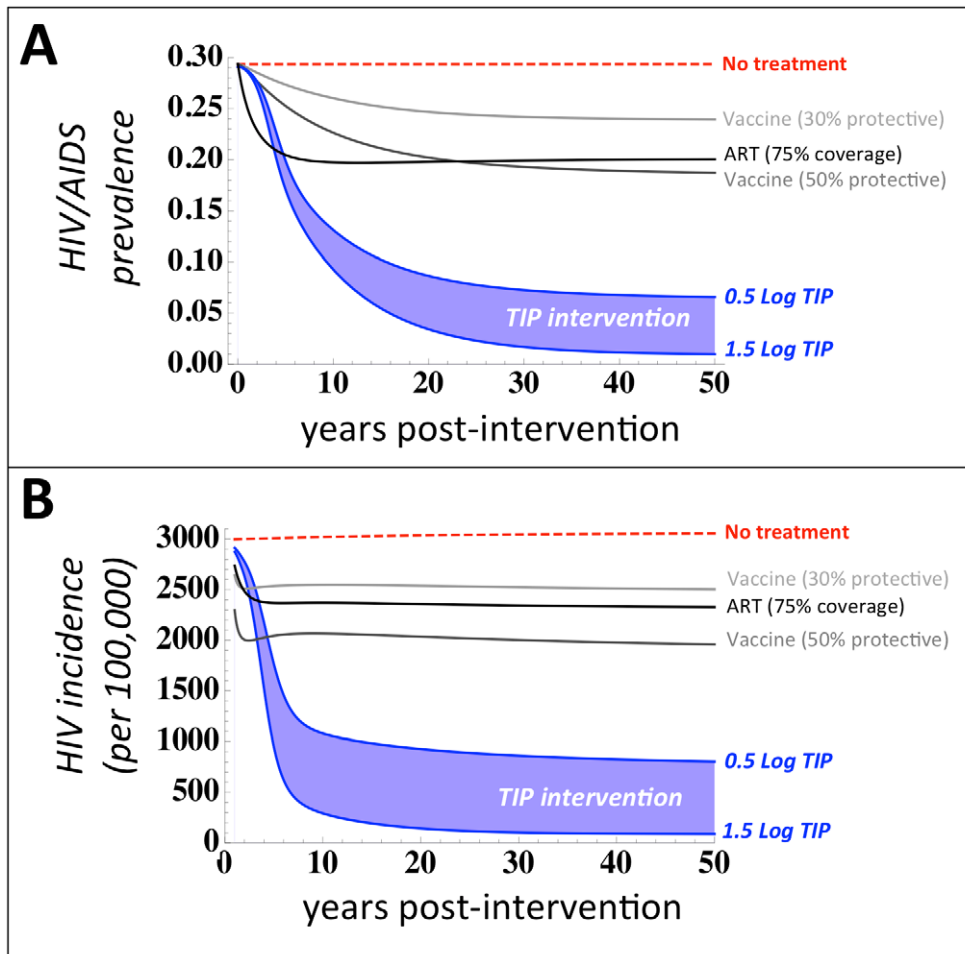 A
HIV/AIDS
prevalence
0.30
0.25
0.20
0.15
0.10
0.05
0.00
No treatment
Vaccine (30% protective)
ART (75% coverage)
Vaccine (50% protective)
0.5 Log TIP
TIP intervention
1.5 Log TIP
0 10 20 30 40 50
years post-intervention
B
HIV incidence
(per 100,000)
3000
2500
2000
1500
1000
500
0
No treatment
Vaccine (30% protective)
ART (75% coverage)
Vaccine (50% protective)
0.5 Log TIP
TIP intervention
1.5 Log TIP
0 10 20 30 40 50
years post-intervention